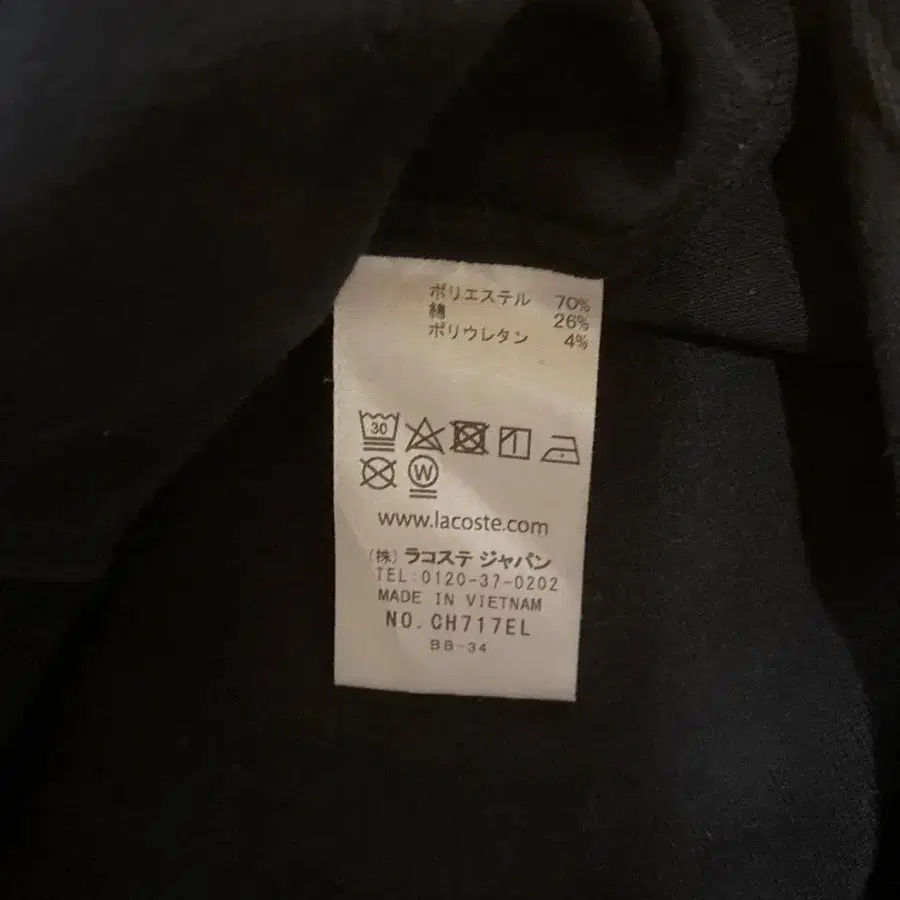 ポリエステル 70%
綿 26%
ポリウレタン 4%
30
W
www.lacoste.com
(株) ラコステ ジャパン
TEL:0120-37-0202
MADE IN VIETNAM
NO. CH717EL
BB-34